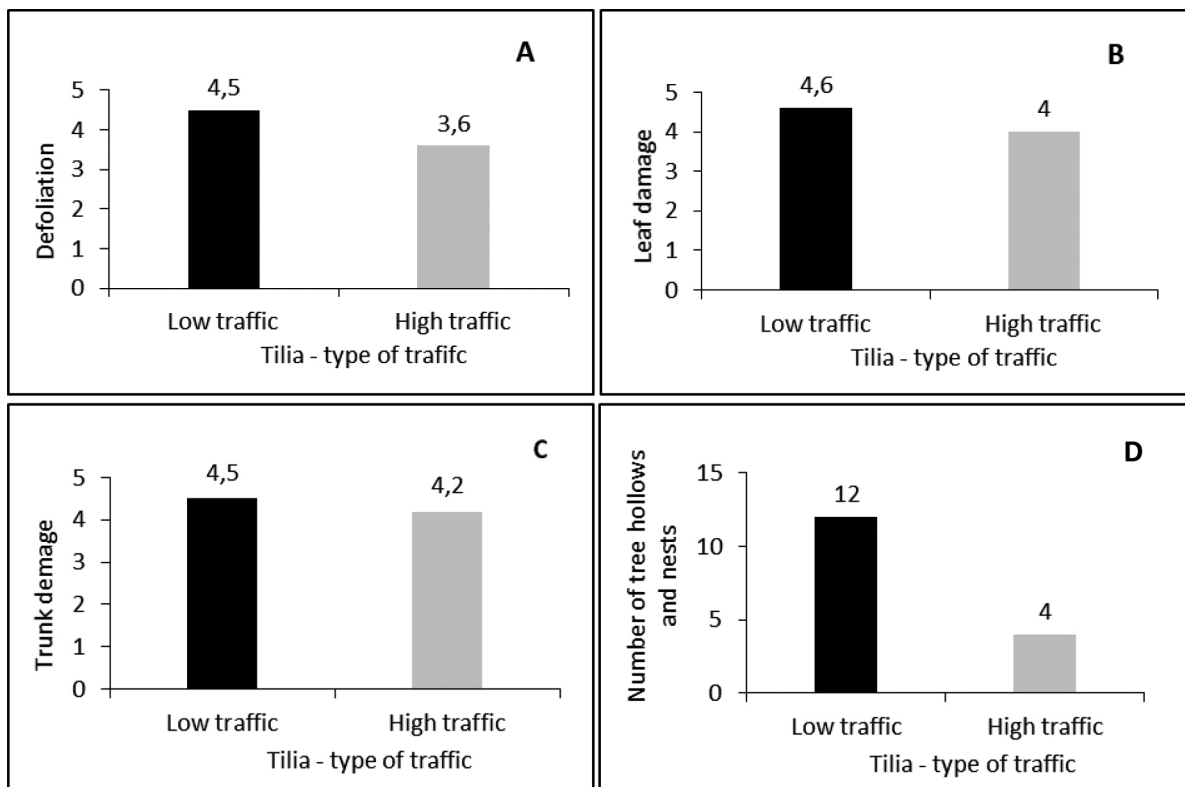 A
Defoliation
5
4
3
2
1
0
4,5
3,6
Low traffic
High traffic
Tilia - type of trafifc
B
Leaf damage
5
4
3
2
1
0
4,6
4
Low traffic
High traffic
Tilia - type of traffic
C
Trunk demage
5
4
3
2
1
0
4,5
4,2
Low traffic
High traffic
Tilia - type of traffic
D
Number of tree hollows
and nests
15
10
5
0
12
4
Low traffic
High traffic
Tilia - type of traffic